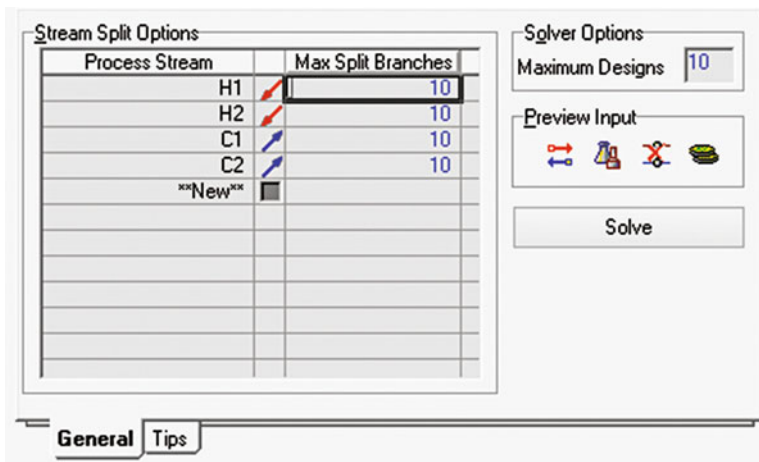 Stream Split Options
Process Stream Max Split Branches
H1 10
H2 10
C1 10
C2 10
**New**
Solver Options
Maximum Designs 10
Preview Input
Solve
General Tips